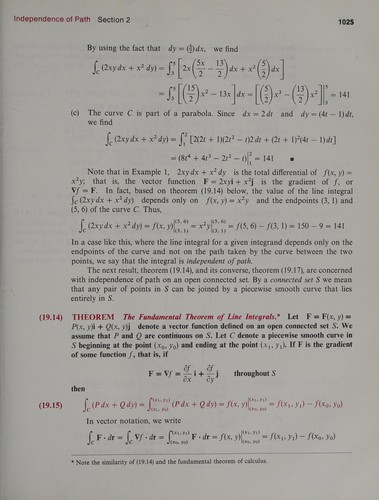 Independence of Path Section 2 1025
By using the fact that dy = (5/2) dx, we find
∫_C (2xy dx + x² dy) = ∫_3^5 [2x(5x/2 − 13/2) dx + x² (5/2) dx]
= ∫_3^5 [(15/2)x² − 13x] dx = [(5/2)x³ − (13/2)x²]|_3^5 = 141
(c) The curve C is part of a parabola. Since dx = 2 dt and dy = (4t − 1) dt,
we find
∫_C (2xy dx + x² dy) = ∫_1^2 [2(2t + 1)(2t² − t)2 dt + (2t + 1)²(4t − 1) dt]
= (8t⁴ + 4t³ − 2t² − t)|_1^2 = 141 ■
Note that in Example 1, 2xy dx + x² dy is the total differential of f(x, y) =
x²y; that is, the vector function F = 2xyi + x²j is the gradient of f, or
∇f = F. In fact, based on theorem (19.14) below, the value of the line integral
∫_C (2xy dx + x² dy) depends only on f(x, y) = x²y and the endpoints (3, 1) and
(5, 6) of the curve C. Thus,
∫_C (2xy dx + x² dy) = f(x, y)|_(3, 1)^(5, 6) = x²y|_(3, 1)^(5, 6) = f(5, 6) − f(3, 1) = 150 − 9 = 141
In a case like this, where the line integral for a given integrand depends only on the
endpoints of the curve and not on the path taken by the curve between the two
points, we say that the integral is independent of path.
The next result, theorem (19.14), and its converse, theorem (19.17), are concerned
with independence of path on an open connected set. By a connected set S we mean
that any pair of points in S can be joined by a piecewise smooth curve that lies
entirely in S.
(19.14) THEOREM The Fundamental Theorem of Line Integrals.* Let F = F(x, y) =
P(x, y)i + Q(x, y)j denote a vector function defined on an open connected set S. We
assume that P and Q are continuous on S. Let C denote a piecewise smooth curve in
S beginning at the point (x₀, y₀) and ending at the point (x₁, y₁). If F is the gradient
of some function f, that is, if
F = ∇f = ∂f/∂x i + ∂f/∂y j throughout S
then
(19.15) ∫_C (P dx + Q dy) = ∫_(x₀, y₀)^(x₁, y₁) (P dx + Q dy) = f(x, y)|_(x₀, y₀)^(x₁, y₁) = f(x₁, y₁) − f(x₀, y₀)
In vector notation, we write
∫_C F · dr = ∫_C ∇f · dr = ∫_(x₀, y₀)^(x₁, y₁) F · dr = f(x, y)|_(x₀, y₀)^(x₁, y₁) = f(x₁, y₁) − f(x₀, y₀)
* Note the similarity of (19.14) and the fundamental theorem of calculus.